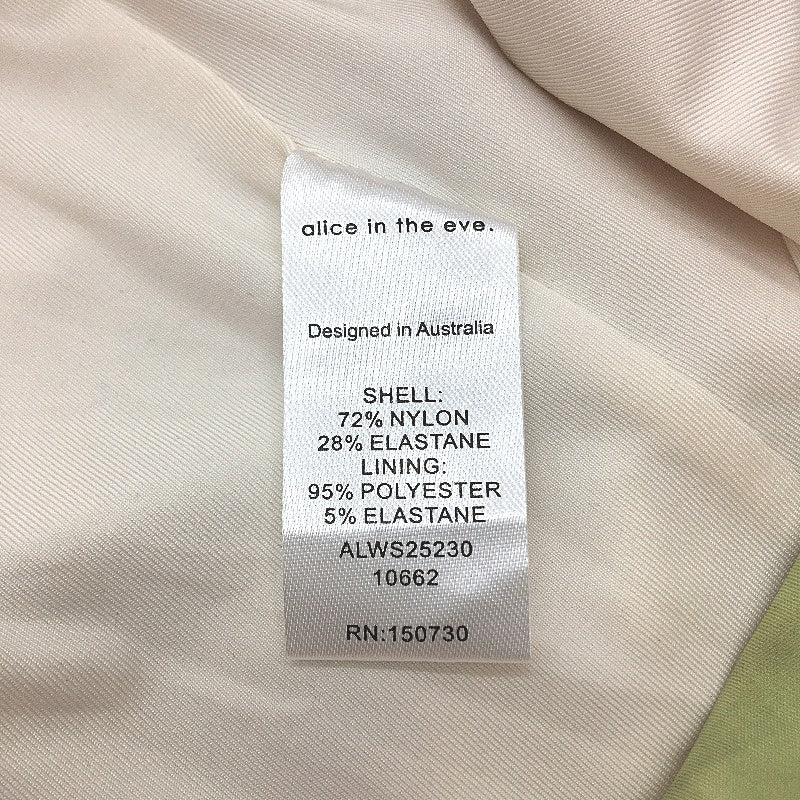 alice in the eve.
Designed in Australia
SHELL:
72% NYLON
28% ELASTANE
LINING:
95% POLYESTER
5% ELASTANE
ALWS25230
10662
RN:150730